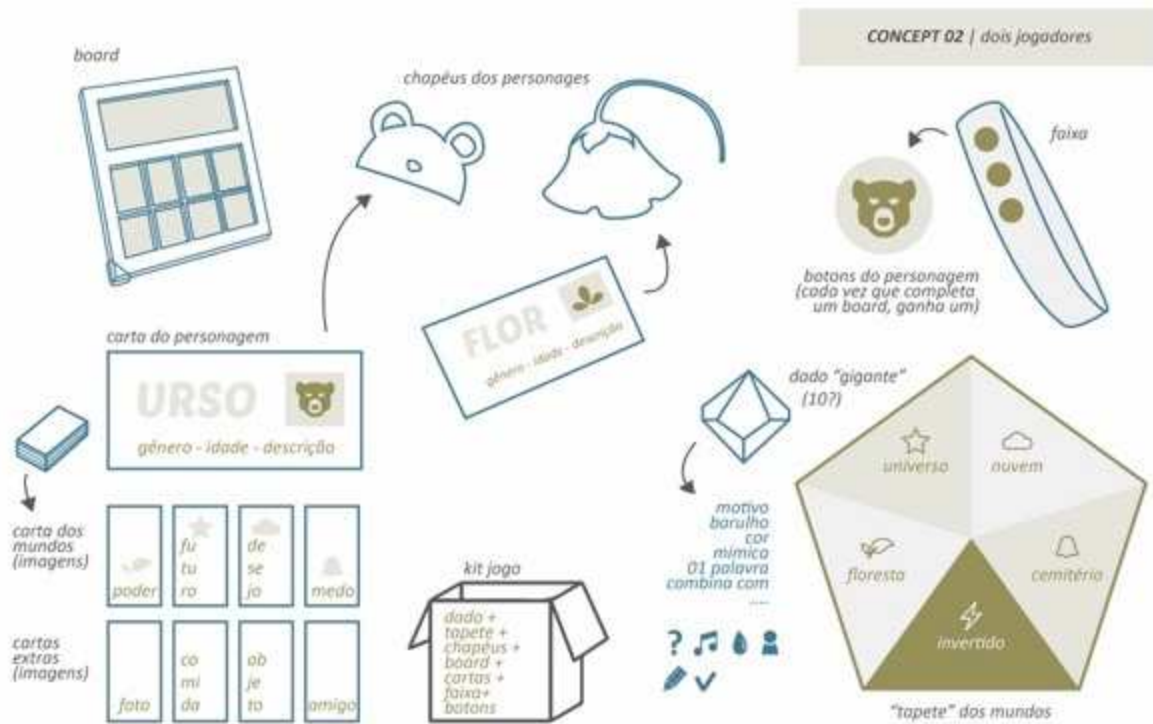 CONCEPT 02 | dois jogadores
board
chapéus dos personages
faixa
botons do personagem
(cada vez que completa
um board, ganha um)
carta do personagem
URSO
gênero - idade - descrição
FLOR
gênero - idade - descrição
dado "gigante"
(10?)
motivo
barulho
cor
mímica
01 palavra
combina com
.....
universo
nuvem
floresta
cemitério
invertido
"tapete" dos mundos
carta dos
mundos
(imagens)
poder
fu
tu
ro
de
se
jo
medo
cartas
extras
(imagens)
fato
co
mi
da
ob
je
to
amigo
kit jogo
dado +
tapete +
chapéus +
board +
cartas +
faixa+
botons
?